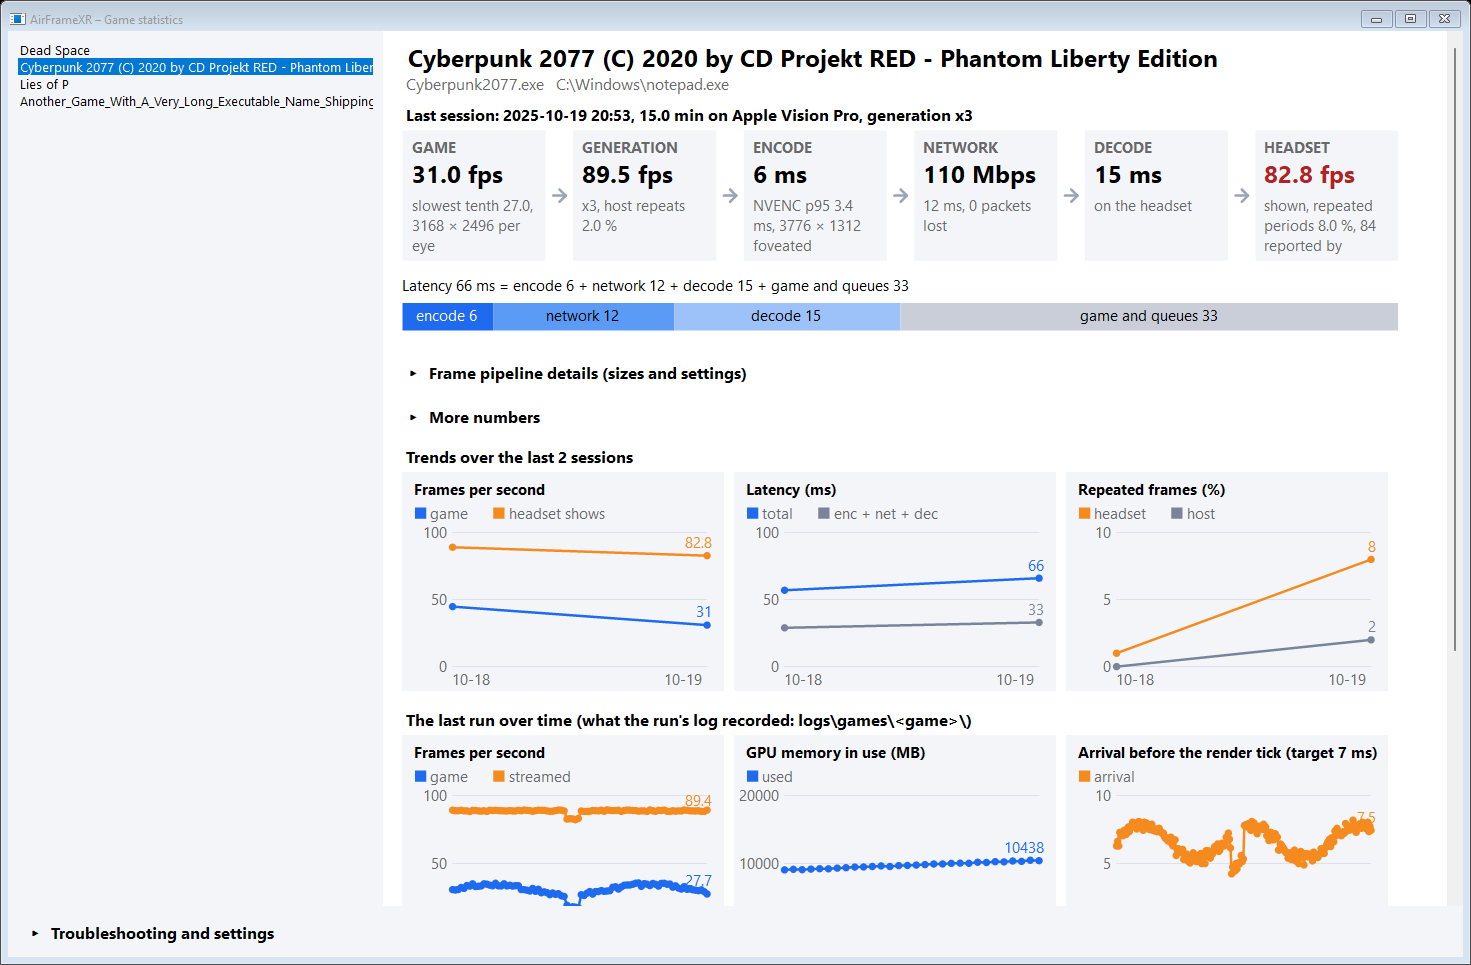 AirFrameXR – Game statistics
Dead Space
Cyberpunk 2077 (C) 2020 by CD Projekt RED - Phantom Liber
Lies of P
Another_Game_With_A_Very_Long_Executable_Name_Shipping
Cyberpunk 2077 (C) 2020 by CD Projekt RED - Phantom Liberty Edition
Cyberpunk2077.exe C:\Windows\notepad.exe
Last session: 2025-10-19 20:53, 15.0 min on Apple Vision Pro, generation x3
GAME
31.0 fps
slowest tenth 27.0,
3168 × 2496 per
eye
GENERATION
89.5 fps
x3, host repeats
2.0 %
ENCODE
6 ms
NVENC p95 3.4
ms, 3776 × 1312
foveated
NETWORK
110 Mbps
12 ms, 0 packets
lost
DECODE
15 ms
on the headset
HEADSET
82.8 fps
shown, repeated
periods 8.0 %, 84
reported by
Latency 66 ms = encode 6 + network 12 + decode 15 + game and queues 33
encode 6
network 12
decode 15
game and queues 33
Frame pipeline details (sizes and settings)
More numbers
Trends over the last 2 sessions
Frames per second
game headset shows
100
82.8
50
31
0
10-18 10-19
Latency (ms)
total enc + net + dec
100
66
50
33
0
10-18 10-19
Repeated frames (%)
headset host
10
8
5
2
0
10-18 10-19
The last run over time (what the run's log recorded: logs\games\<game>\)
Frames per second
game streamed
100
89.4
50
27.7
GPU memory in use (MB)
used
20000
10438
10000
Arrival before the render tick (target 7 ms)
arrival
10
7.5
5
Troubleshooting and settings